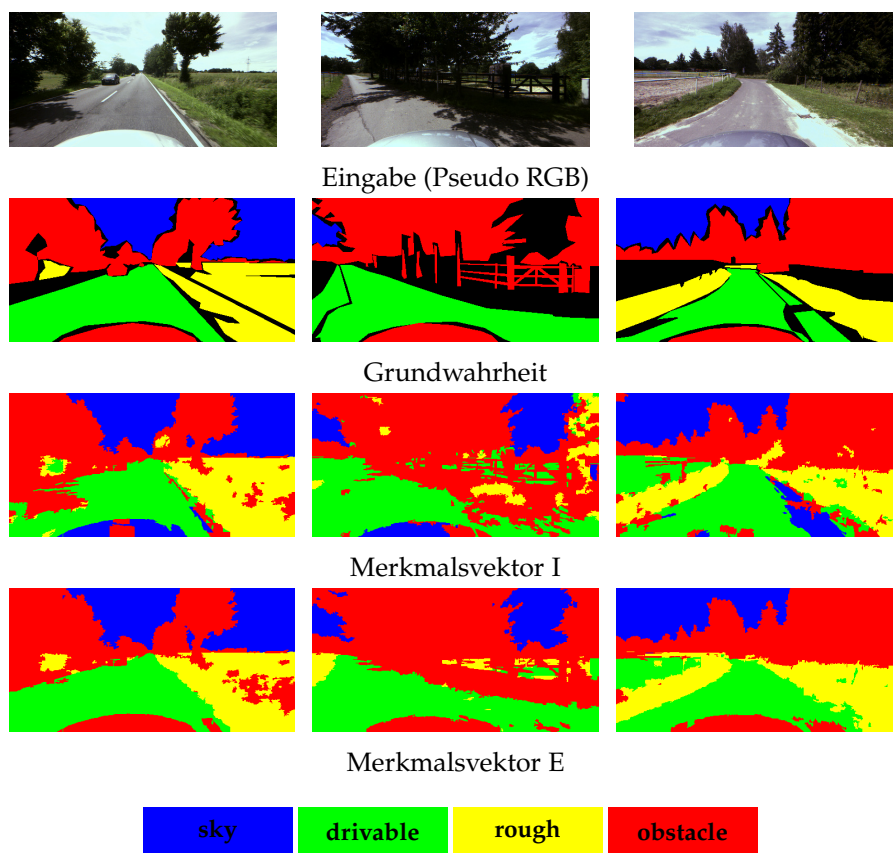 Eingabe (Pseudo RGB)
Grundwahrheit
Merkmalsvektor I
Merkmalsvektor E
sky drivable rough obstacle